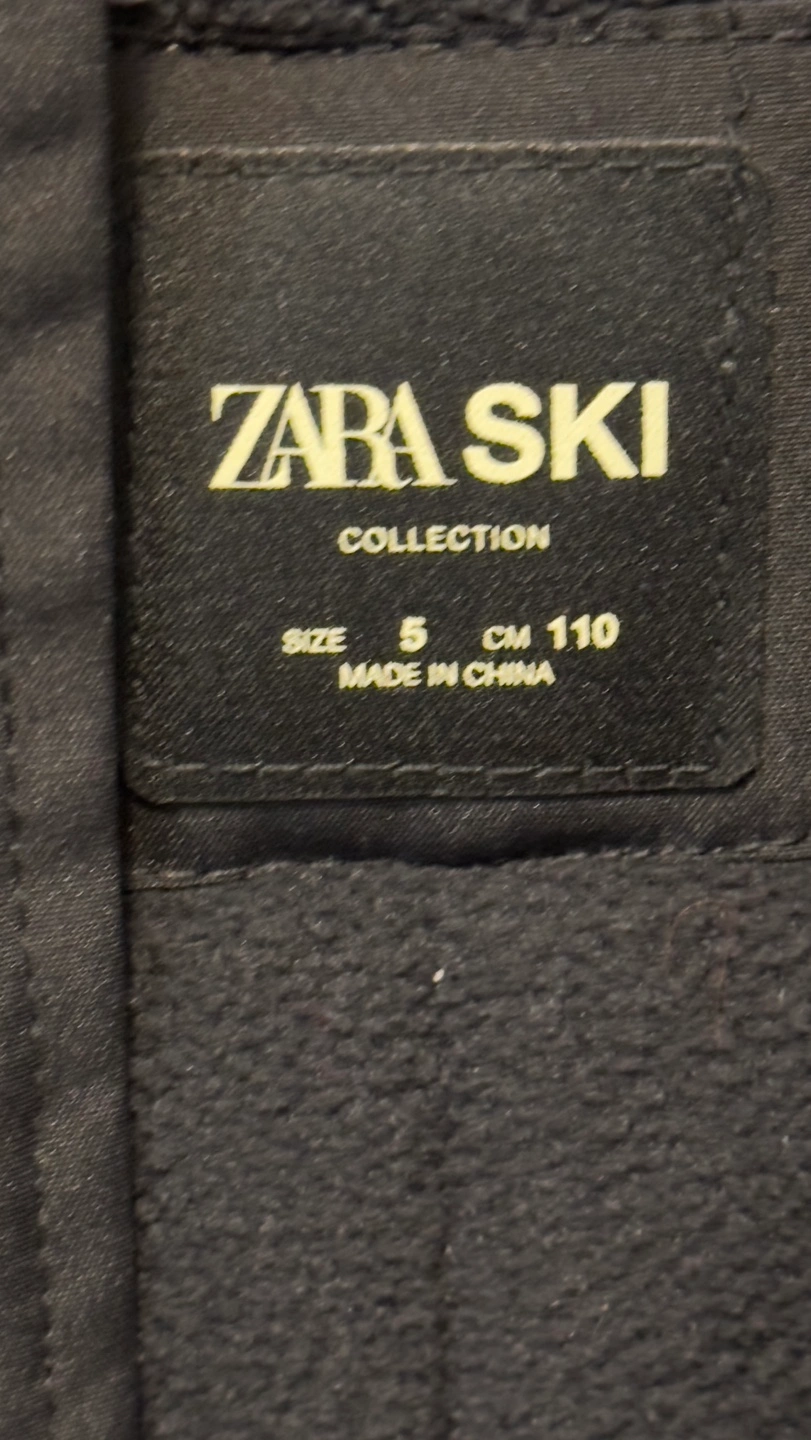 ZARA SKI
COLLECTION
SIZE 5 CM 110
MADE IN CHINA